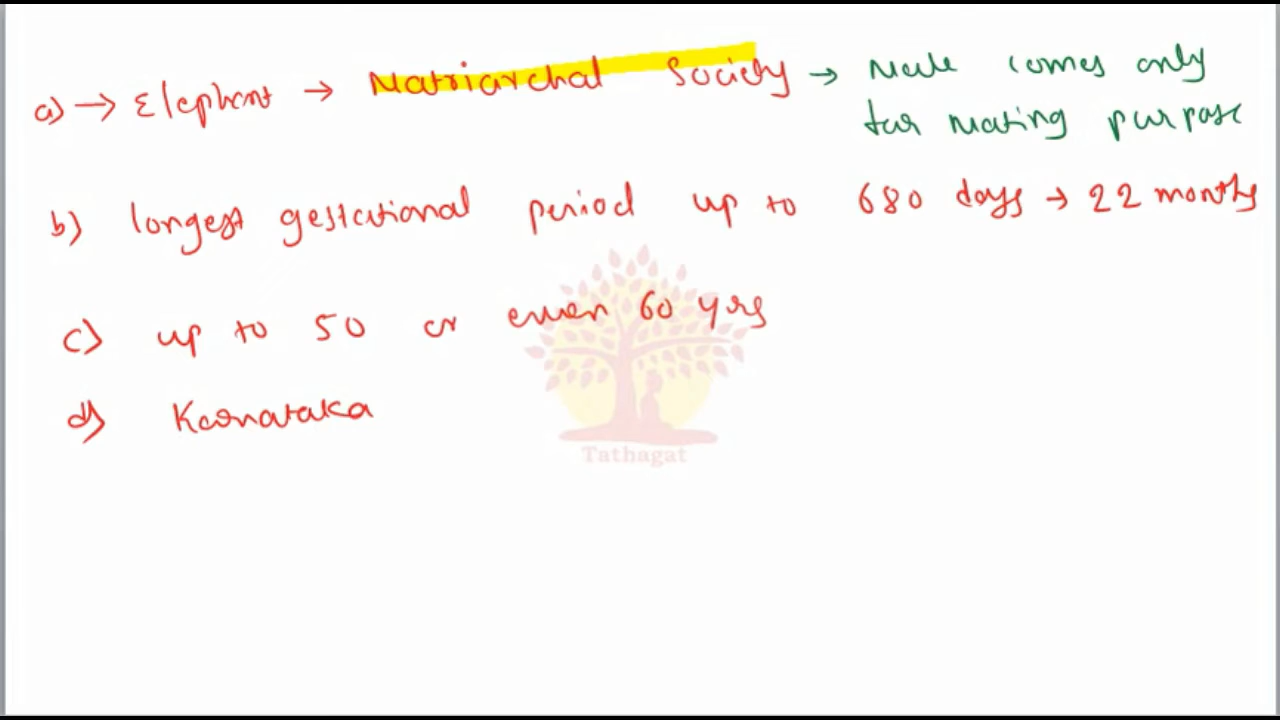 a) → Elephant → Matriarchal Society → Male comes only
for mating purpose
b) longest gestational period up to 680 days → 22 months
c) up to 50 or even 60 yrs
d) Karnataka
Tathagat